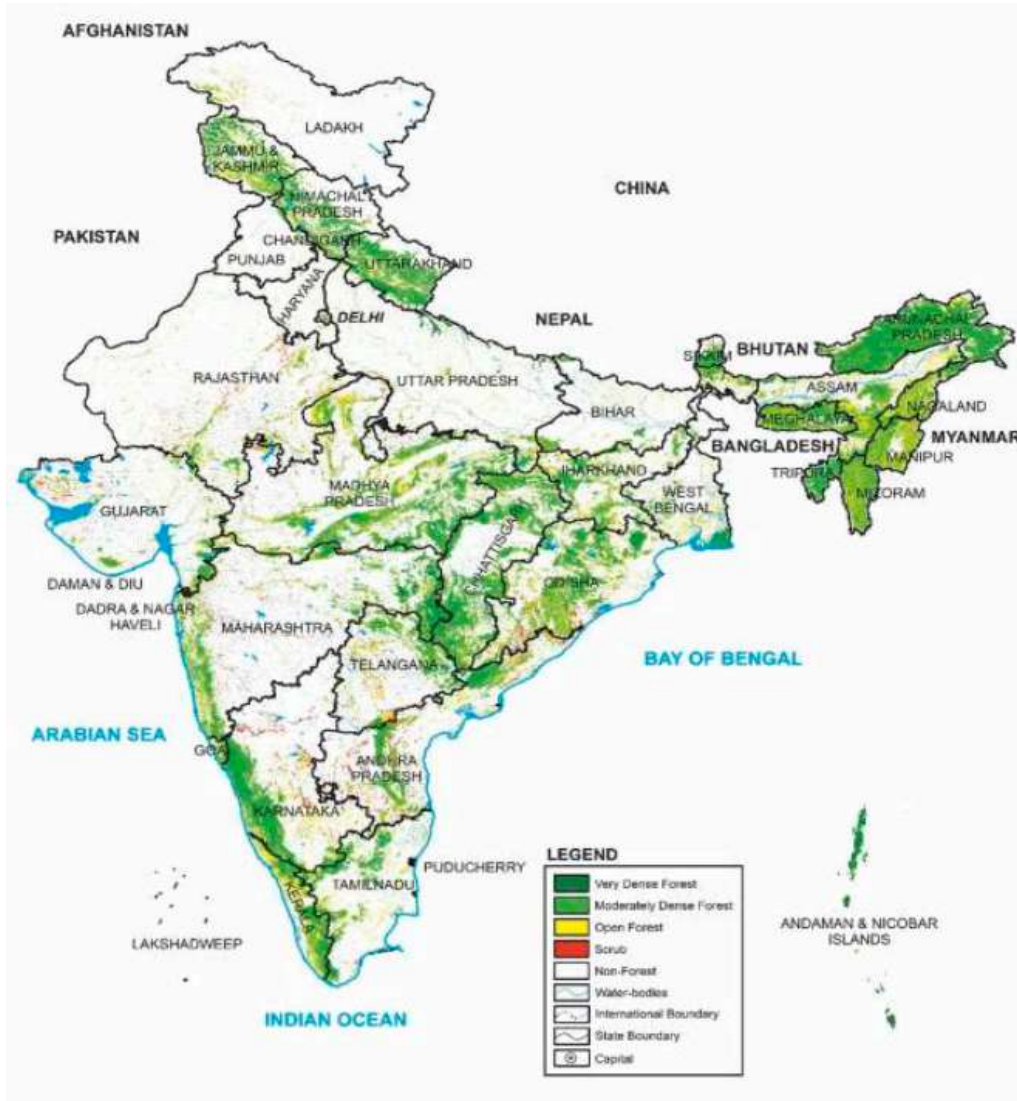 AFGHANISTAN
LADAKH
JAMMU &
KASHMIR
CHINA
HIMACHAL
PRADESH
PAKISTAN
CHANDIGARH
PUNJAB
UTTARAKHAND
HARYANA
DELHI
NEPAL
ARUNACHAL
PRADESH
SIKKIM
BHUTAN
RAJASTHAN
UTTAR PRADESH
ASSAM
BIHAR
NAGALAND
MEGHALAYA
BANGLADESH
MYANMAR
MANIPUR
JHARKHAND
TRIPURA
MADHYA
PRADESH
WEST
BENGAL
MIZORAM
GUJARAT
CHHATTISGARH
ODISHA
DAMAN & DIU
DADRA & NAGAR
HAVELI
MAHARASHTRA
TELANGANA
BAY OF BENGAL
ARABIAN SEA
GOA
ANDHRA
PRADESH
KARNATAKA
PUDUCHERRY
TAMILNADU
KERALA
LAKSHADWEEP
ANDAMAN & NICOBAR
ISLANDS
INDIAN OCEAN
LEGEND
Very Dense Forest
Moderately Dense Forest
Open Forest
Scrub
Non-Forest
Water-bodies
International Boundary
State Boundary
Capital